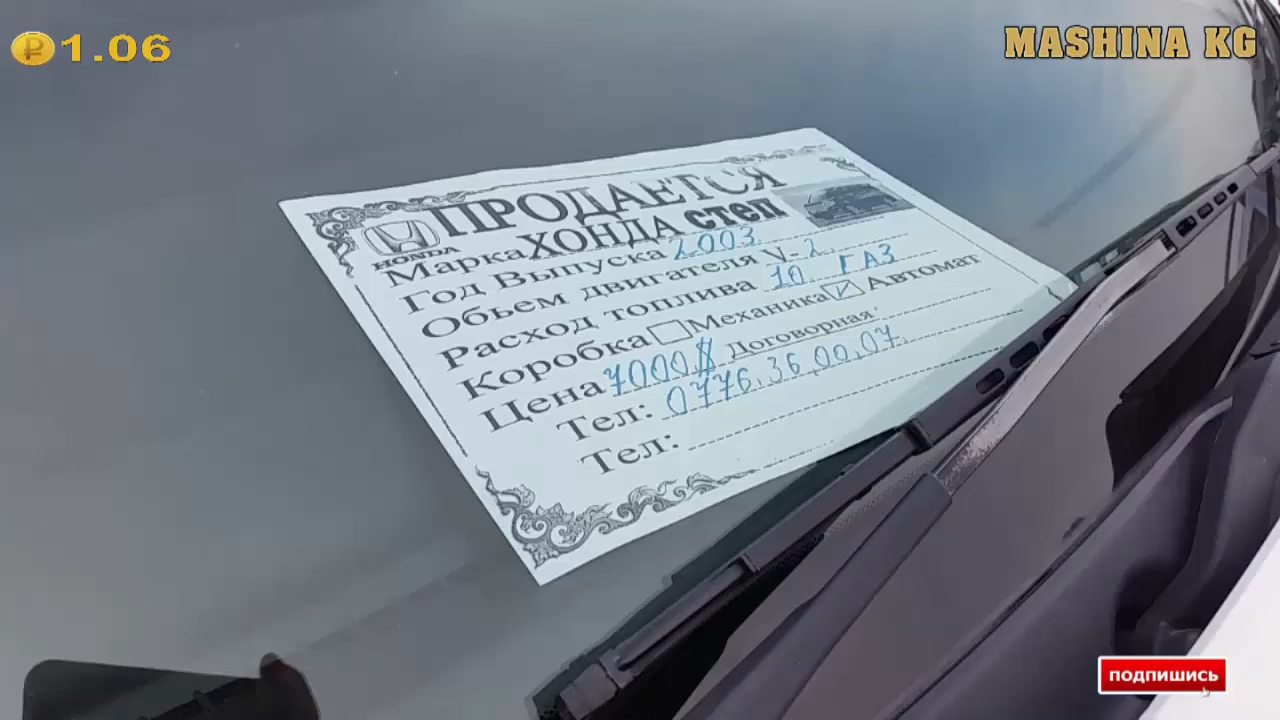 1.06
MASHINA KG
ПРОДАЕТСЯ
HONDA
Марка ХОНДА степ
Год Выпуска 2003
Обьем двигателя V-2
Расход топлива 10 ГАЗ
Коробка Механика Автомат
Цена 7000$ Договорная
Тел: 0776.36.00.07.
Тел:
подпишись